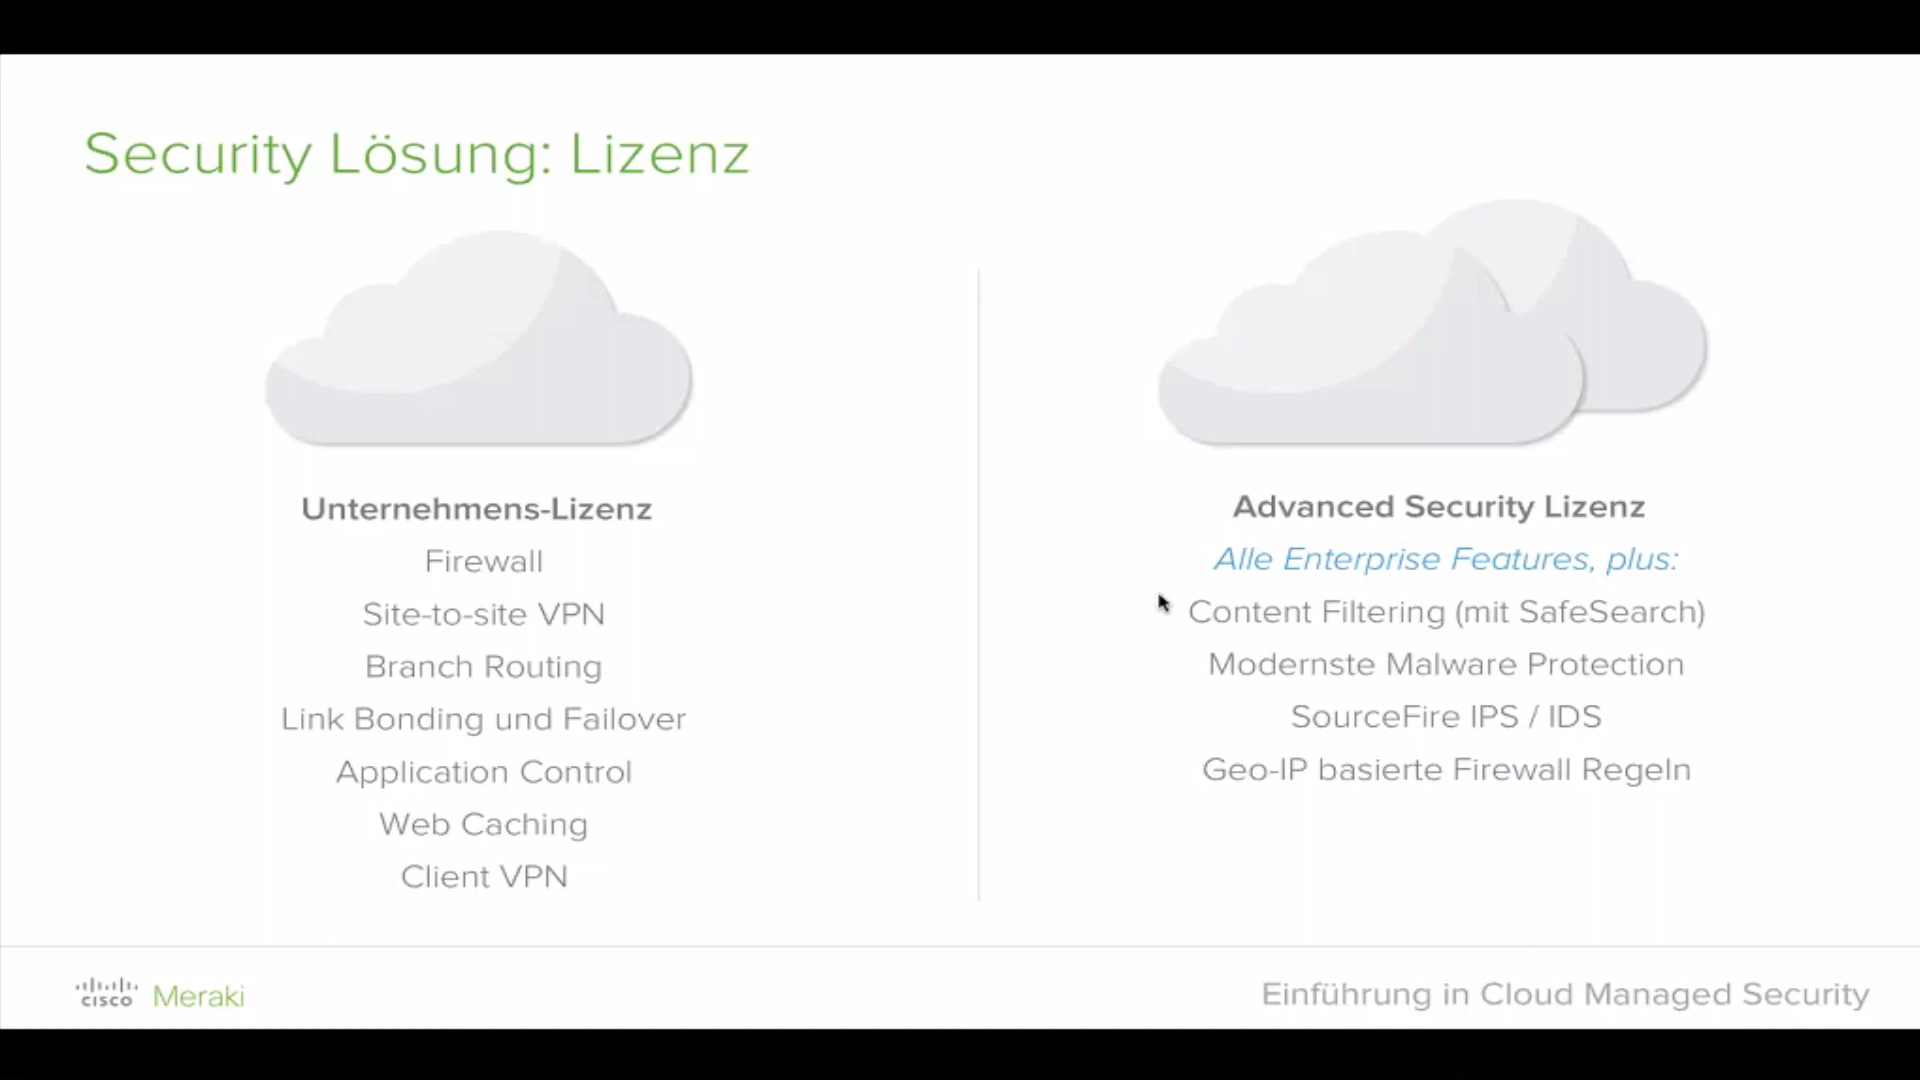 Security Lösung: Lizenz
Unternehmens-Lizenz
Firewall
Site-to-site VPN
Branch Routing
Link Bonding und Failover
Application Control
Web Caching
Client VPN
Advanced Security Lizenz
Alle Enterprise Features, plus:
Content Filtering (mit SafeSearch)
Modernste Malware Protection
SourceFire IPS / IDS
Geo-IP basierte Firewall Regeln
cisco Meraki
Einführung in Cloud Managed Security